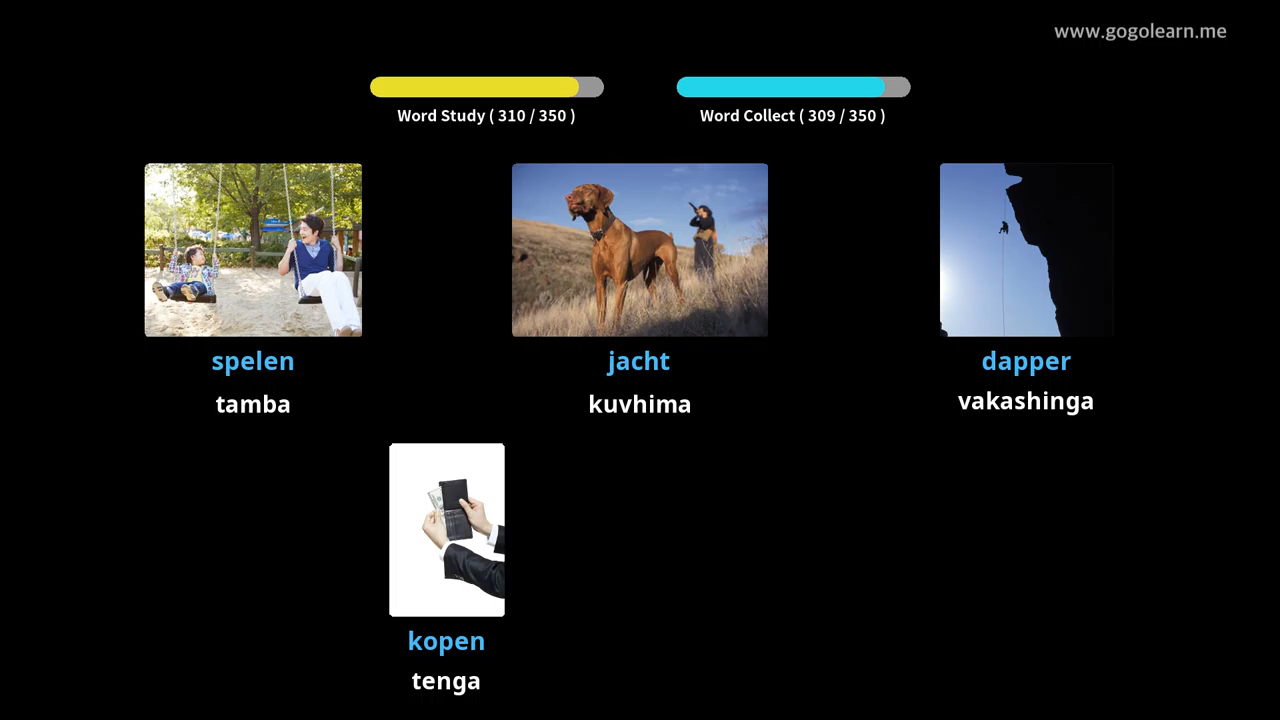 www.gogolearn.me
Word Study ( 310 / 350 )
Word Collect ( 309 / 350 )
spelen
jacht
dapper
tamba
kuvhima
vakashinga
kopen
tenga